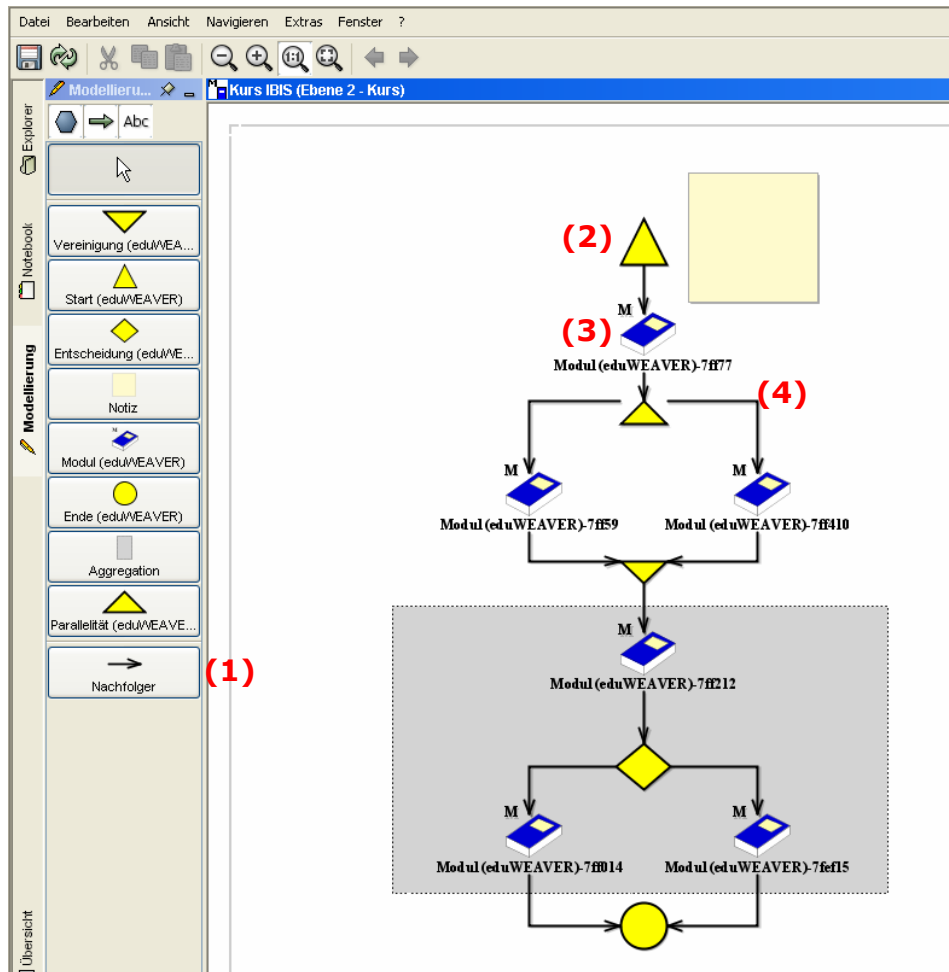 Datei Bearbeiten Ansicht Navigieren Extras Fenster ?
1:1
Modellieru...
M Kurs IBIS (Ebene 2 - Kurs)
Explorer
Notebook
Modellierung
Übersicht
Abc
Vereinigung (eduWEA...
Start (eduWEAVER)
Entscheidung (eduWE...
Notiz
M
Modul (eduWEAVER)
Ende (eduWEAVER)
Aggregation
Parallelität (eduWEAVE...
Nachfolger
(1)
(2)
(3)
M
Modul (eduWEAVER)-7ff77
(4)
M
M
Modul (eduWEAVER)-7ff59
Modul (eduWEAVER)-7ff410
M
Modul (eduWEAVER)-7ff212
M
M
Modul (eduWEAVER)-7ff014
Modul (eduWEAVER)-7fef15